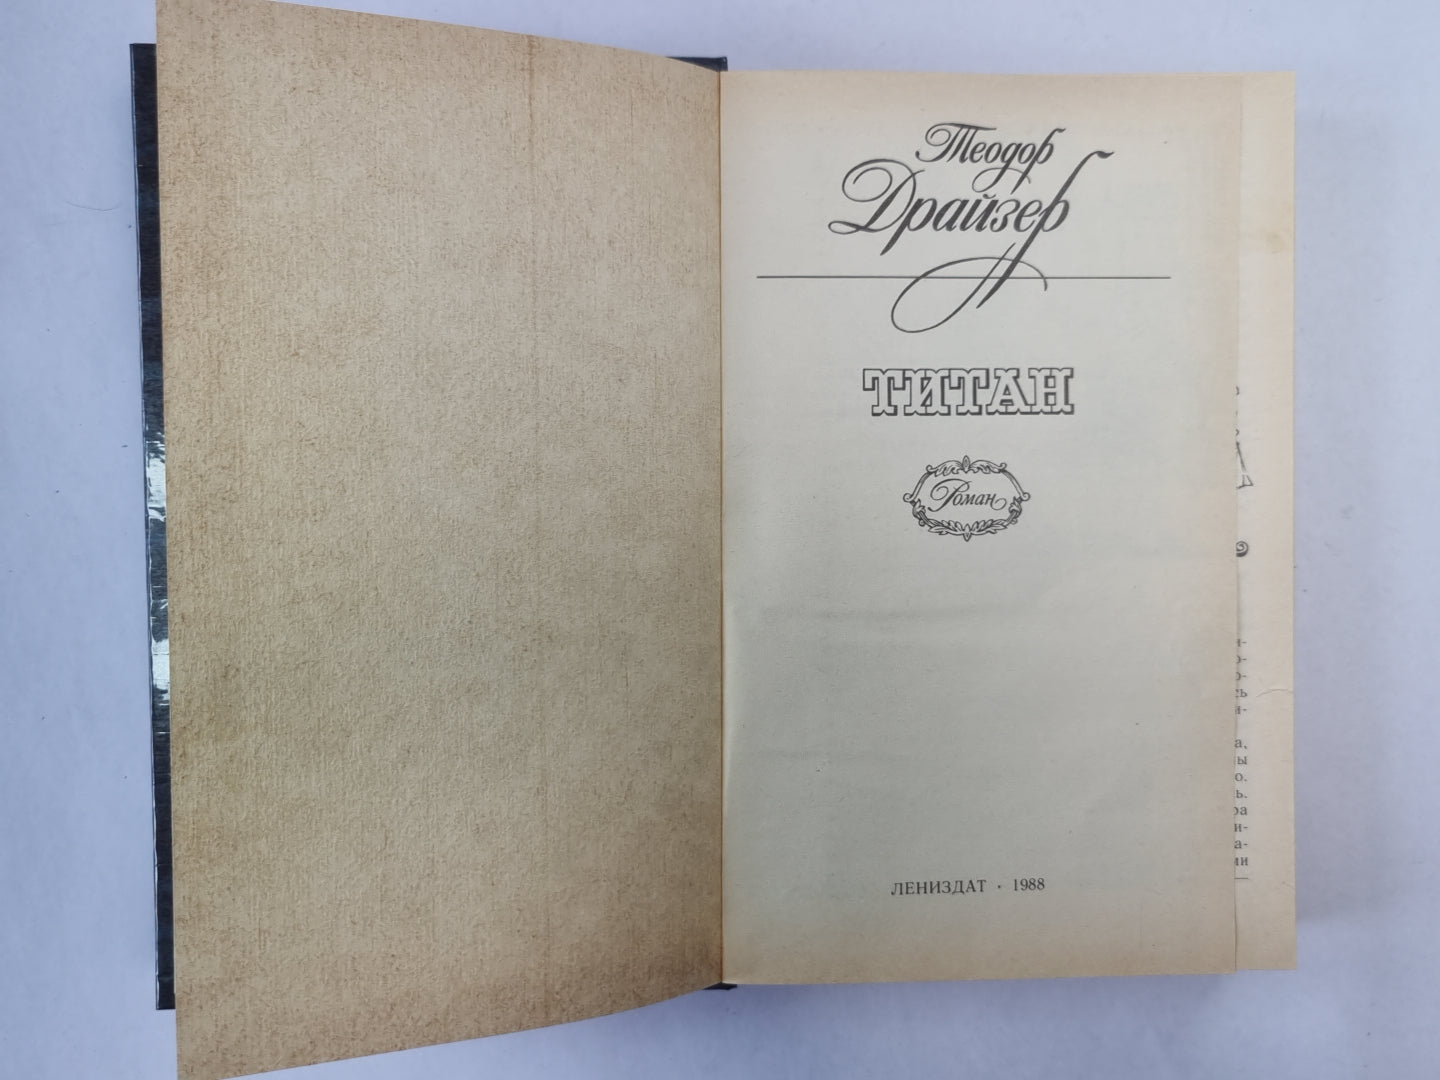 Теодор
Драйзер
ТИТАН
Роман
ЛЕНИЗДАТ · 1988